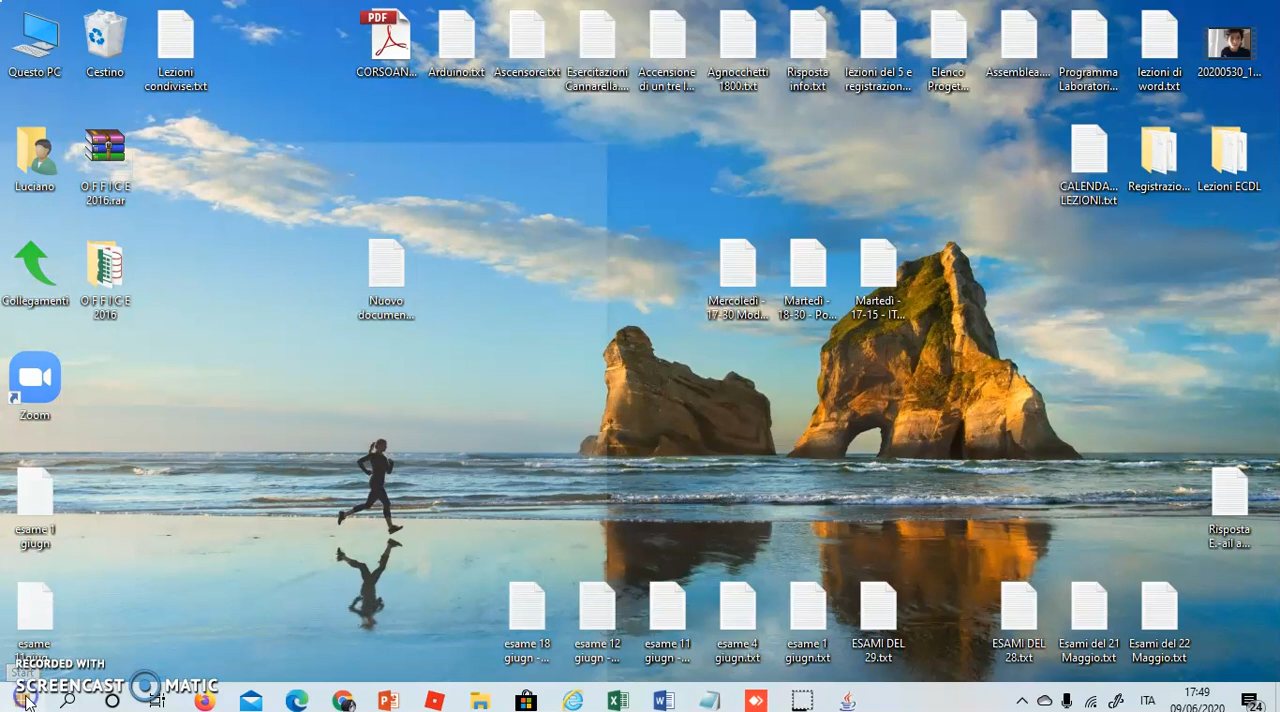 PDF
Questo PC
Cestino
Lezioni
condivise.txt
CORSOAN...
Arduino.txt
Ascensore.txt
Esercitazioni
Cannarella....
Accensione
di un tre l...
Agnocchetti
1800.txt
Risposta
info.txt
lezioni del 5 e
registrazion...
Elenco
Proget...
Assemblea....
Programma
Laboratori...
lezioni di
word.txt
20200530_1...
Luciano
O F F I C E
2016.rar
CALENDA...
LEZIONI.txt
Registrazio...
Lezioni ECDL
Collegamenti
O F F I C E
2016
Nuovo
documen...
Mercoledì -
17-30 Mod...
Martedì -
18-30 - Po...
Martedì -
17-15 - IT...
Zoom
esame 1
giugn
Risposta
E.-ail a...
esame
esame 18
giugn -...
esame 12
giugn -...
esame 11
giugn -...
esame 4
giugn.txt
esame 1
giugn.txt
ESAMI DEL
29.txt
ESAMI DEL
28.txt
Esami del 21
Maggio.txt
Esami del 22
Maggio.txt
RECORDED WITH
Start
SCREENCAST MATIC
ITA
17:49
09/06/2020
24